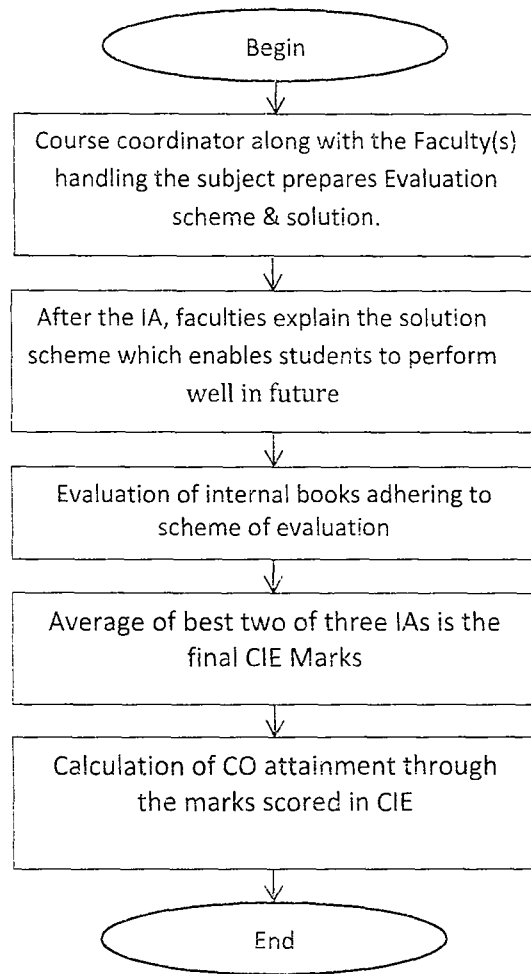 Begin
Course coordinator along with the Faculty(s)
handling the subject prepares Evaluation
scheme & solution.
After the IA, faculties explain the solution
scheme which enables students to perform
well in future
Evaluation of internal books adhering to
scheme of evaluation
Average of best two of three IAs is the
final CIE Marks
Calculation of CO attainment through
the marks scored in CIE
End